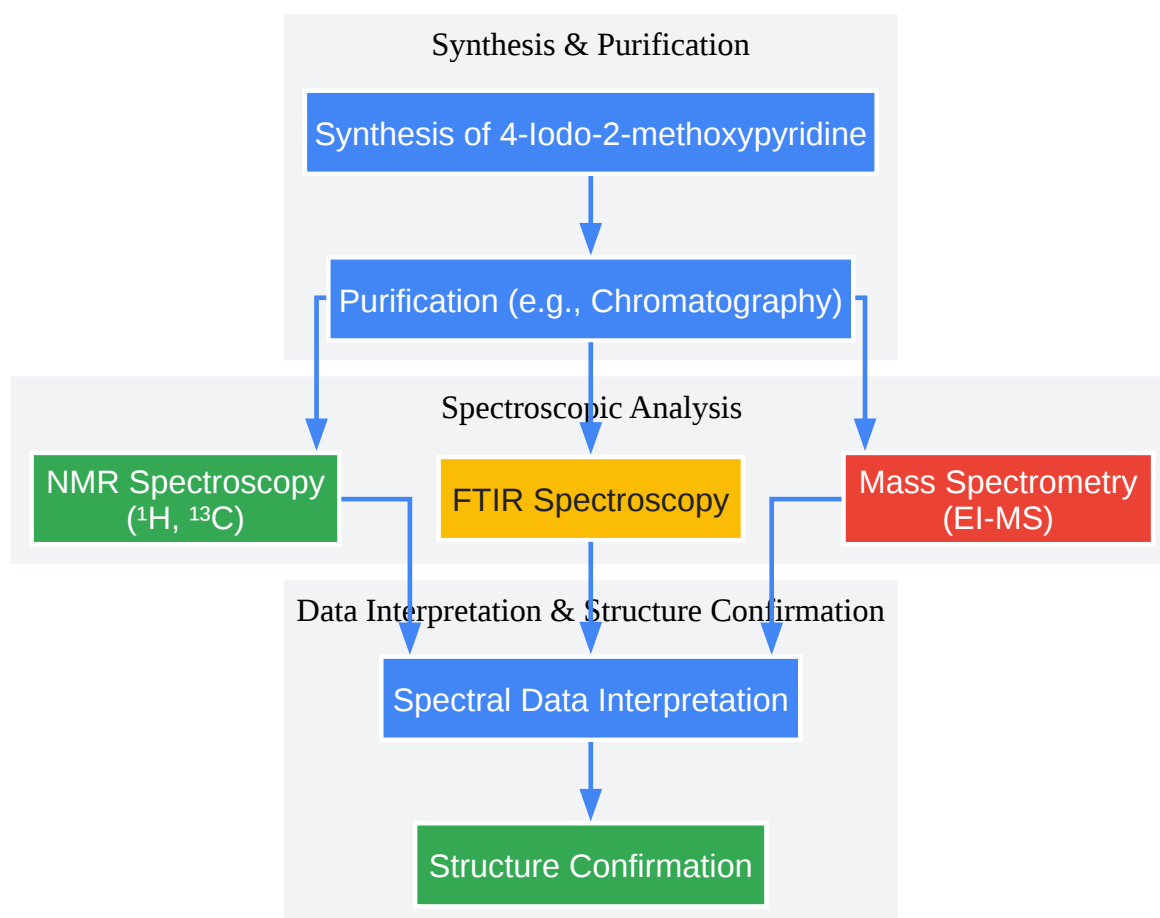 Synthesis & Purification
Synthesis of 4-Iodo-2-methoxypyridine
Purification (e.g., Chromatography)
Spectroscopic Analysis
NMR Spectroscopy
(¹H, ¹³C)
FTIR Spectroscopy
Mass Spectrometry
(EI-MS)
Data Interpretation & Structure Confirmation
Spectral Data Interpretation
Structure Confirmation